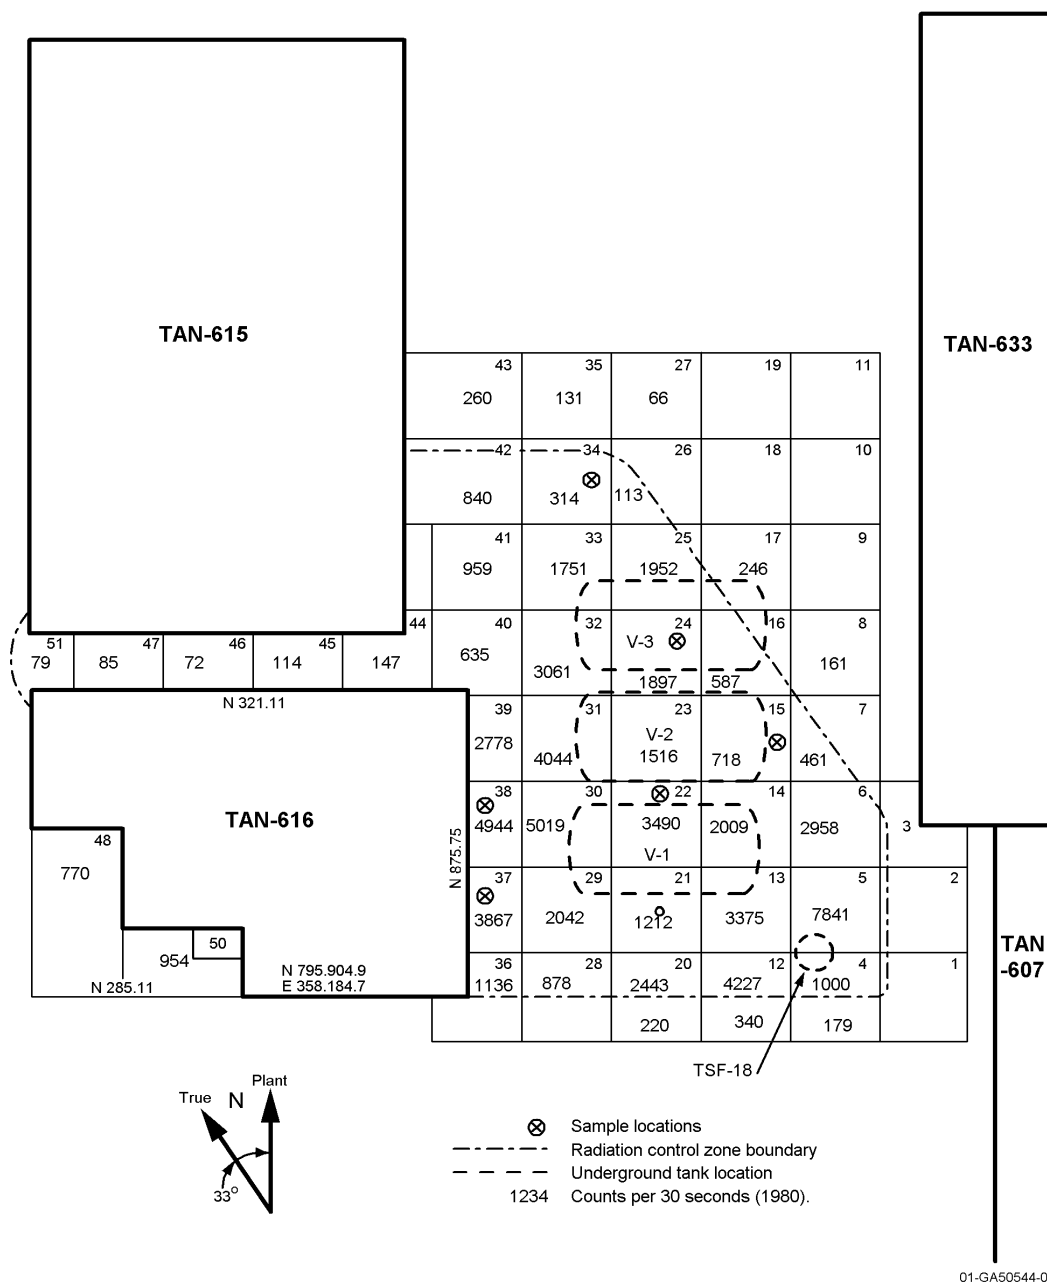 TAN-615
TAN-633
43 35 27 19 11
260 131 66
42 34 26 18 10
840 314 113
41 33 25 17 9
959 1751 1952 246
44 40 32 24 16 8
51 47 46 45
V-3
79 85 72 114 147 635 3061 161
1897 587
N 321.11
39 31 23 15 7
V-2
2778 4044 1516 718 461
38 30 22 14 6
TAN-616
4944 5019 3490 2009 2958 3
48
V-1
N 875.75
770
37 29 21 13 5 2
3867 2042 1212 3375 7841
50
TAN
-607
954
36 28 20 12 4 1
N 795.904.9
E 358.184.7
N 285.11
1136 878 2443 4227 1000
220 340 179
TSF-18
Plant
True N
33°
Sample locations
Radiation control zone boundary
Underground tank location
1234 Counts per 30 seconds (1980).
01-GA50544-0